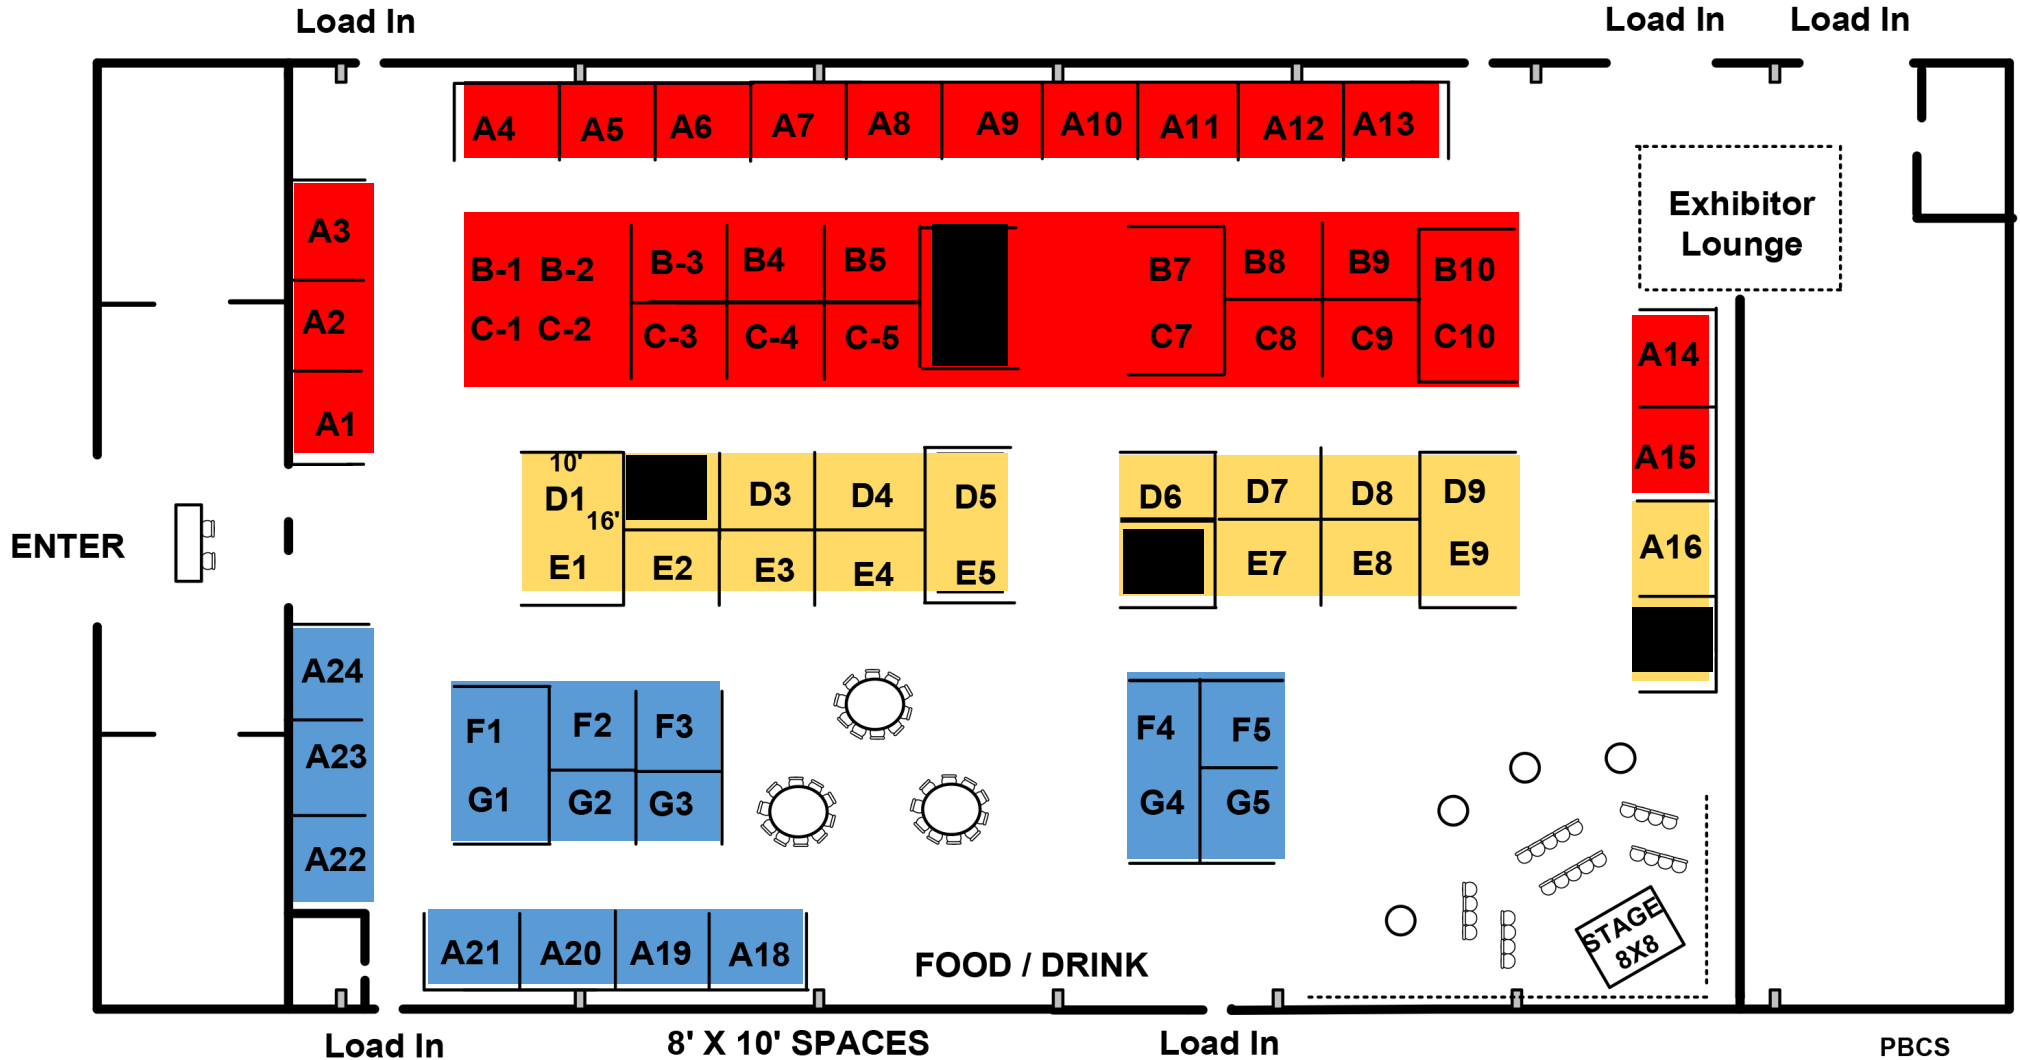 Load In
Load In
Load In
A4 A5 A6 A7 A8 A9 A10 A11 A12 A13
Exhibitor
Lounge
A3
A2
A1
B-1 B-2 B-3 B4 B5 B7 B8 B9 B10
C-1 C-2 C-3 C-4 C-5 C7 C8 C9 C10
A14
A15
A16
10'
D1 D3 D4 D5 D6 D7 D8 D9
16'
E1 E2 E3 E4 E5 E7 E8 E9
ENTER
A24
A23
A22
F1 F2 F3 F4 F5
G1 G2 G3 G4 G5
STAGE
8X8
A21 A20 A19 A18
FOOD / DRINK
Load In
8' X 10' SPACES
Load In
PBCS